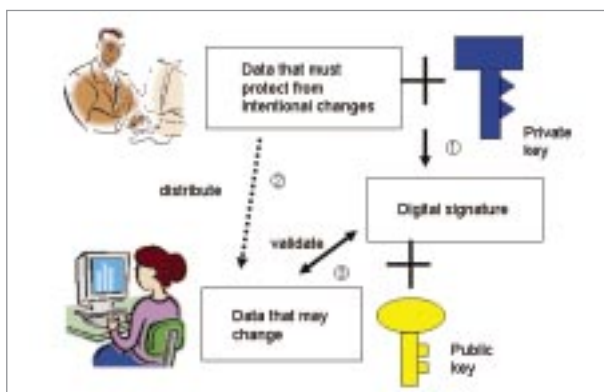 Data that must
protect from
Intentional changes
Private
key
①
②
distribute
Digital signature
validate
③
Data that may
change
Public
key